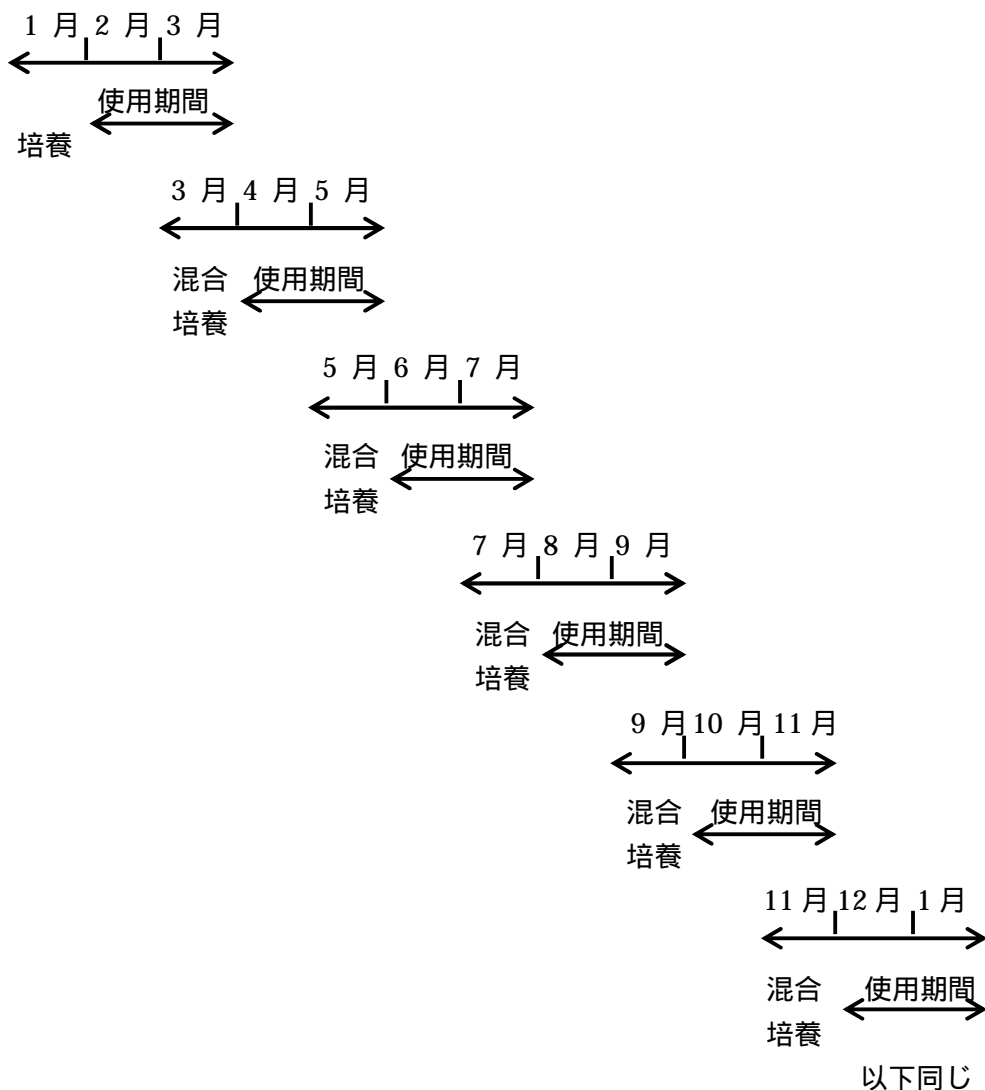 1 月 2 月 3 月
使用期間
培養
3 月 4 月 5 月
混合 使用期間
培養
5 月 6 月 7 月
混合 使用期間
培養
7 月 8 月 9 月
混合 使用期間
培養
9 月 10 月 11 月
混合 使用期間
培養
11 月 12 月 1 月
混合 使用期間
培養
以下同じ